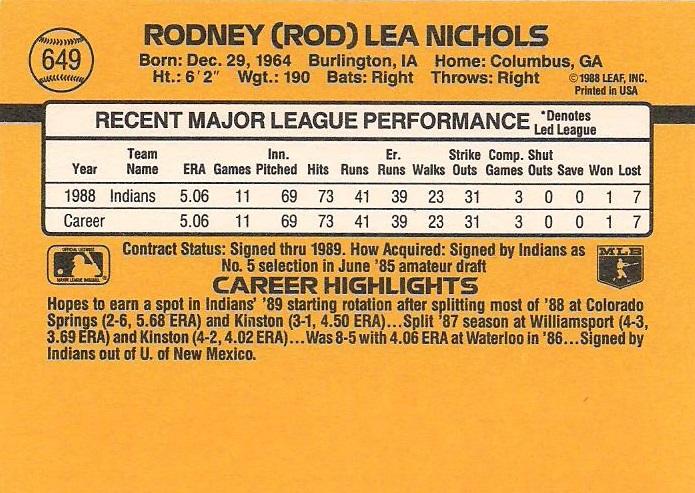 649
RODNEY (ROD) LEA NICHOLS
Born: Dec. 29, 1964 Burlington, IA Home: Columbus, GA
Ht.: 6'2" Wgt.: 190 Bats: Right Throws: Right
©1988 LEAF, INC.
Printed in USA
RECENT MAJOR LEAGUE PERFORMANCE *Denotes
Led League
Team Inn. Er. Strike Comp. Shut
Year Name ERA Games Pitched Hits Runs Runs Walks Outs Games Outs Save Won Lost
1988 Indians 5.06 11 69 73 41 39 23 31 3 0 0 1 7
Career 5.06 11 69 73 41 39 23 31 3 0 0 1 7
Contract Status: Signed thru 1989. How Acquired: Signed by Indians as
No. 5 selection in June '85 amateur draft
OFFICIAL LICENSEE
MAJOR LEAGUE BASEBALL
MLB
CAREER HIGHLIGHTS
Hopes to earn a spot in Indians' '89 starting rotation after splitting most of '88 at Colorado
Springs (2-6, 5.68 ERA) and Kinston (3-1, 4.50 ERA)...Split '87 season at Williamsport (4-3,
3.69 ERA) and Kinston (4-2, 4.02 ERA)...Was 8-5 with 4.06 ERA at Waterloo in '86...Signed by
Indians out of U. of New Mexico.